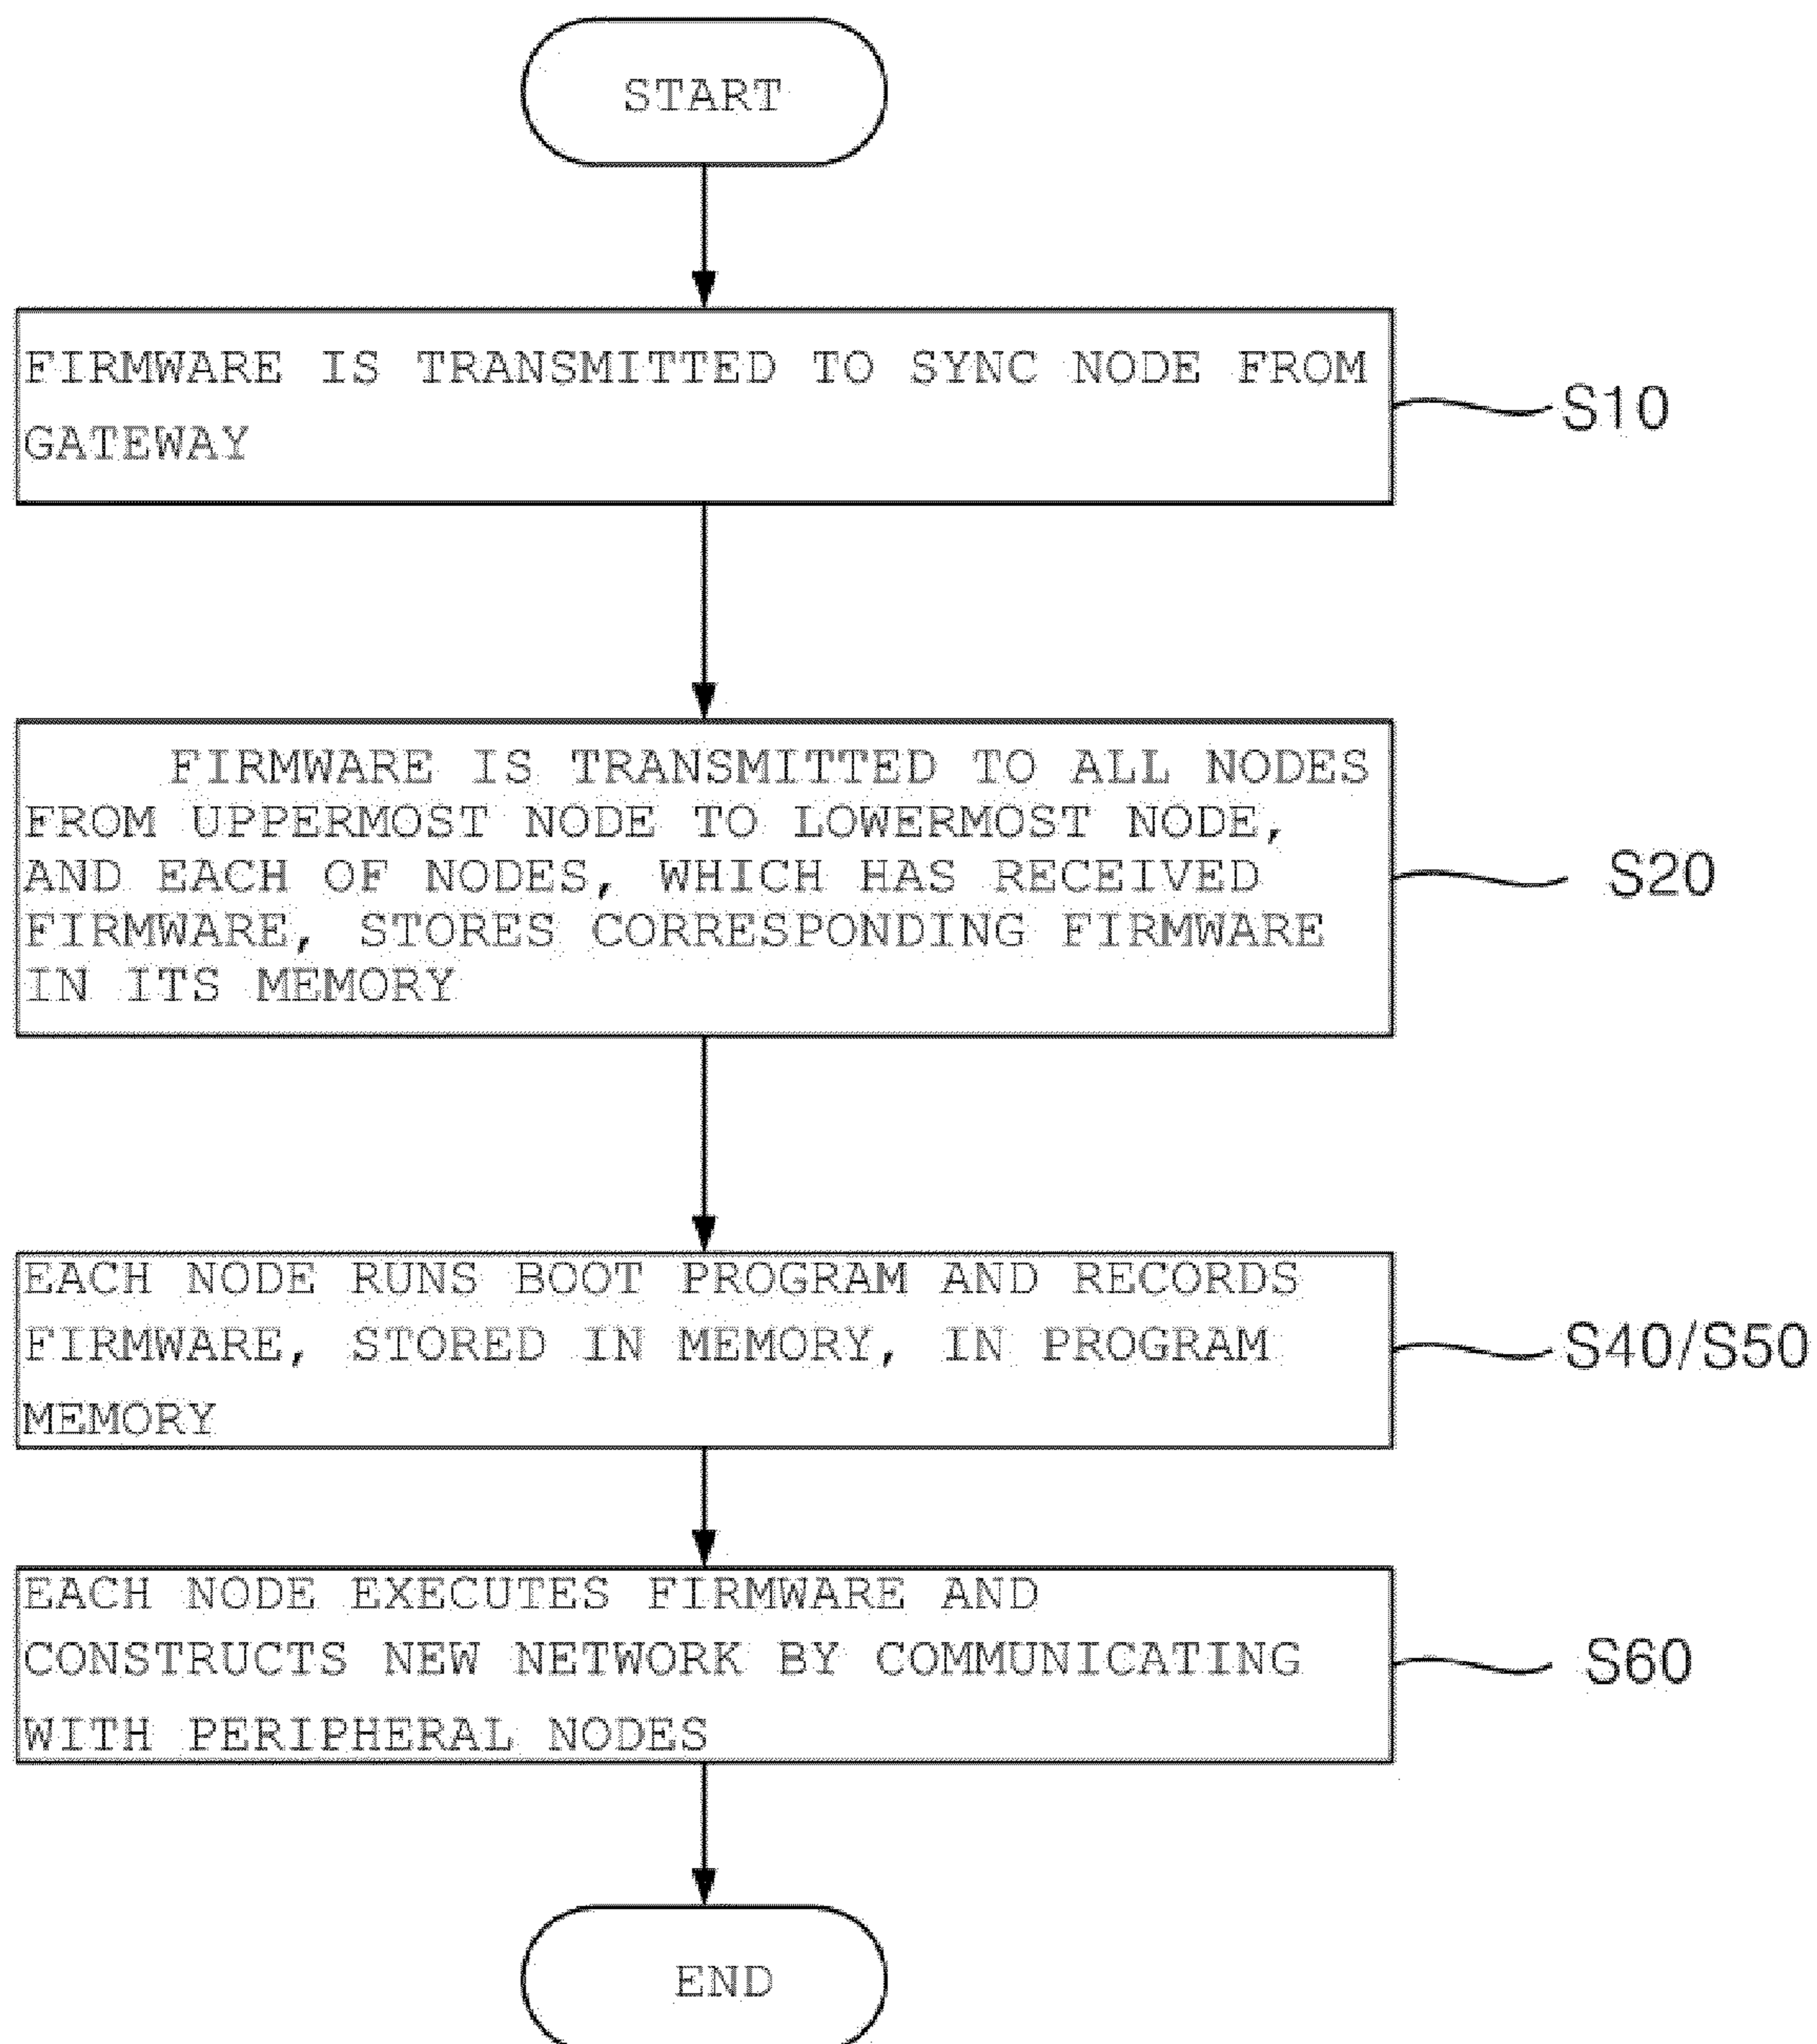 START
FIRMWARE IS TRANSMITTED TO SYNC NODE FROM
GATEWAY
S10
FIRMWARE IS TRANSMITTED TO ALL NODES
FROM UPPERMOST NODE TO LOWERMOST NODE,
AND EACH OF NODES, WHICH HAS RECEIVED
FIRMWARE, STORES CORRESPONDING FIRMWARE
IN ITS MEMORY
S20
EACH NODE RUNS BOOT PROGRAM AND RECORDS
FIRMWARE, STORED IN MEMORY, IN PROGRAM
MEMORY
S40/S50
EACH NODE EXECUTES FIRMWARE AND
CONSTRUCTS NEW NETWORK BY COMMUNICATING
WITH PERIPHERAL NODES
S60
END